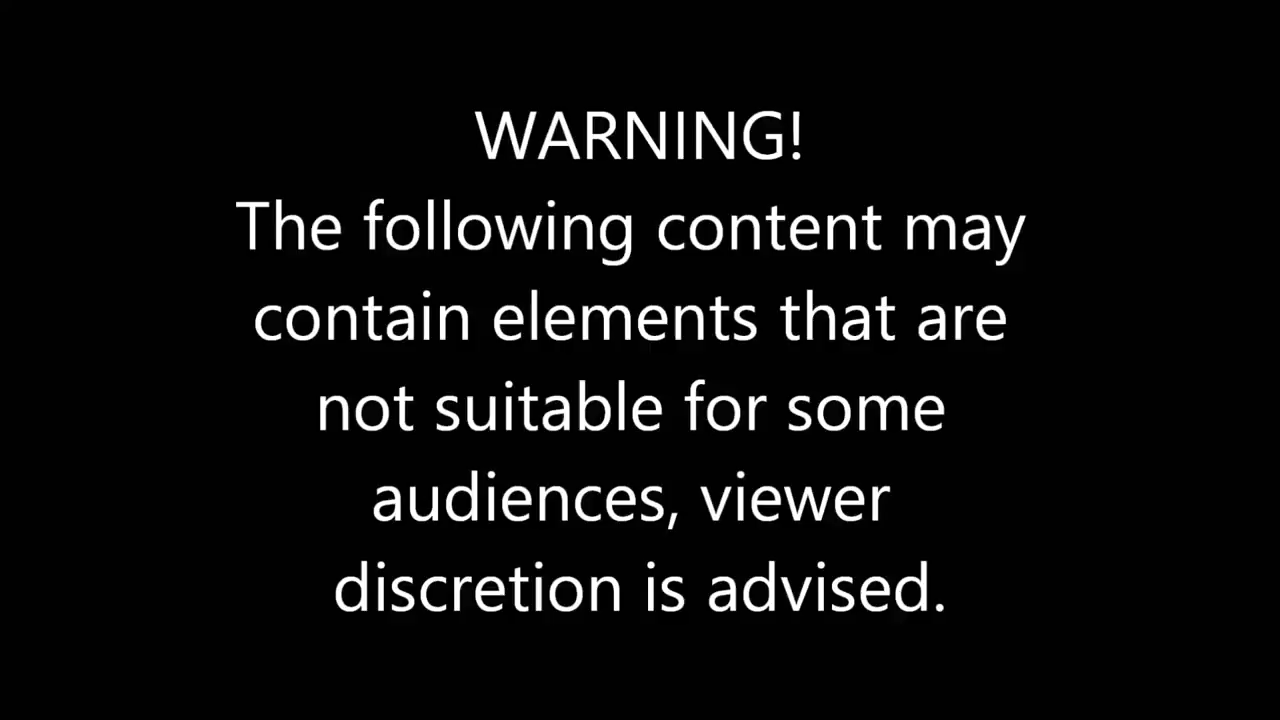 WARNING!
The following content may
contain elements that are
not suitable for some
audiences, viewer
discretion is advised.